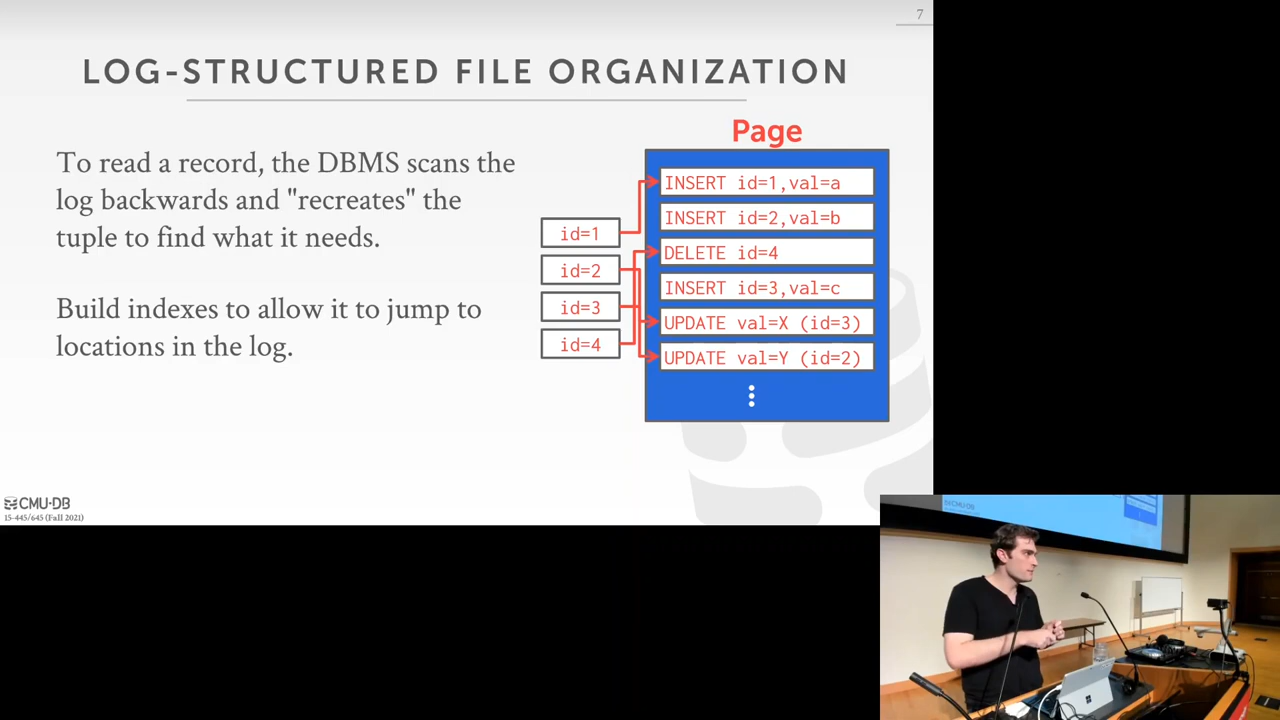 7
LOG-STRUCTURED FILE ORGANIZATION
To read a record, the DBMS scans the
log backwards and "recreates" the
tuple to find what it needs.
Build indexes to allow it to jump to
locations in the log.
id=1
id=2
id=3
id=4
Page
INSERT id=1,val=a
INSERT id=2,val=b
DELETE id=4
INSERT id=3,val=c
UPDATE val=X (id=3)
UPDATE val=Y (id=2)
CMU·DB
15-445/645 (Fall 2021)